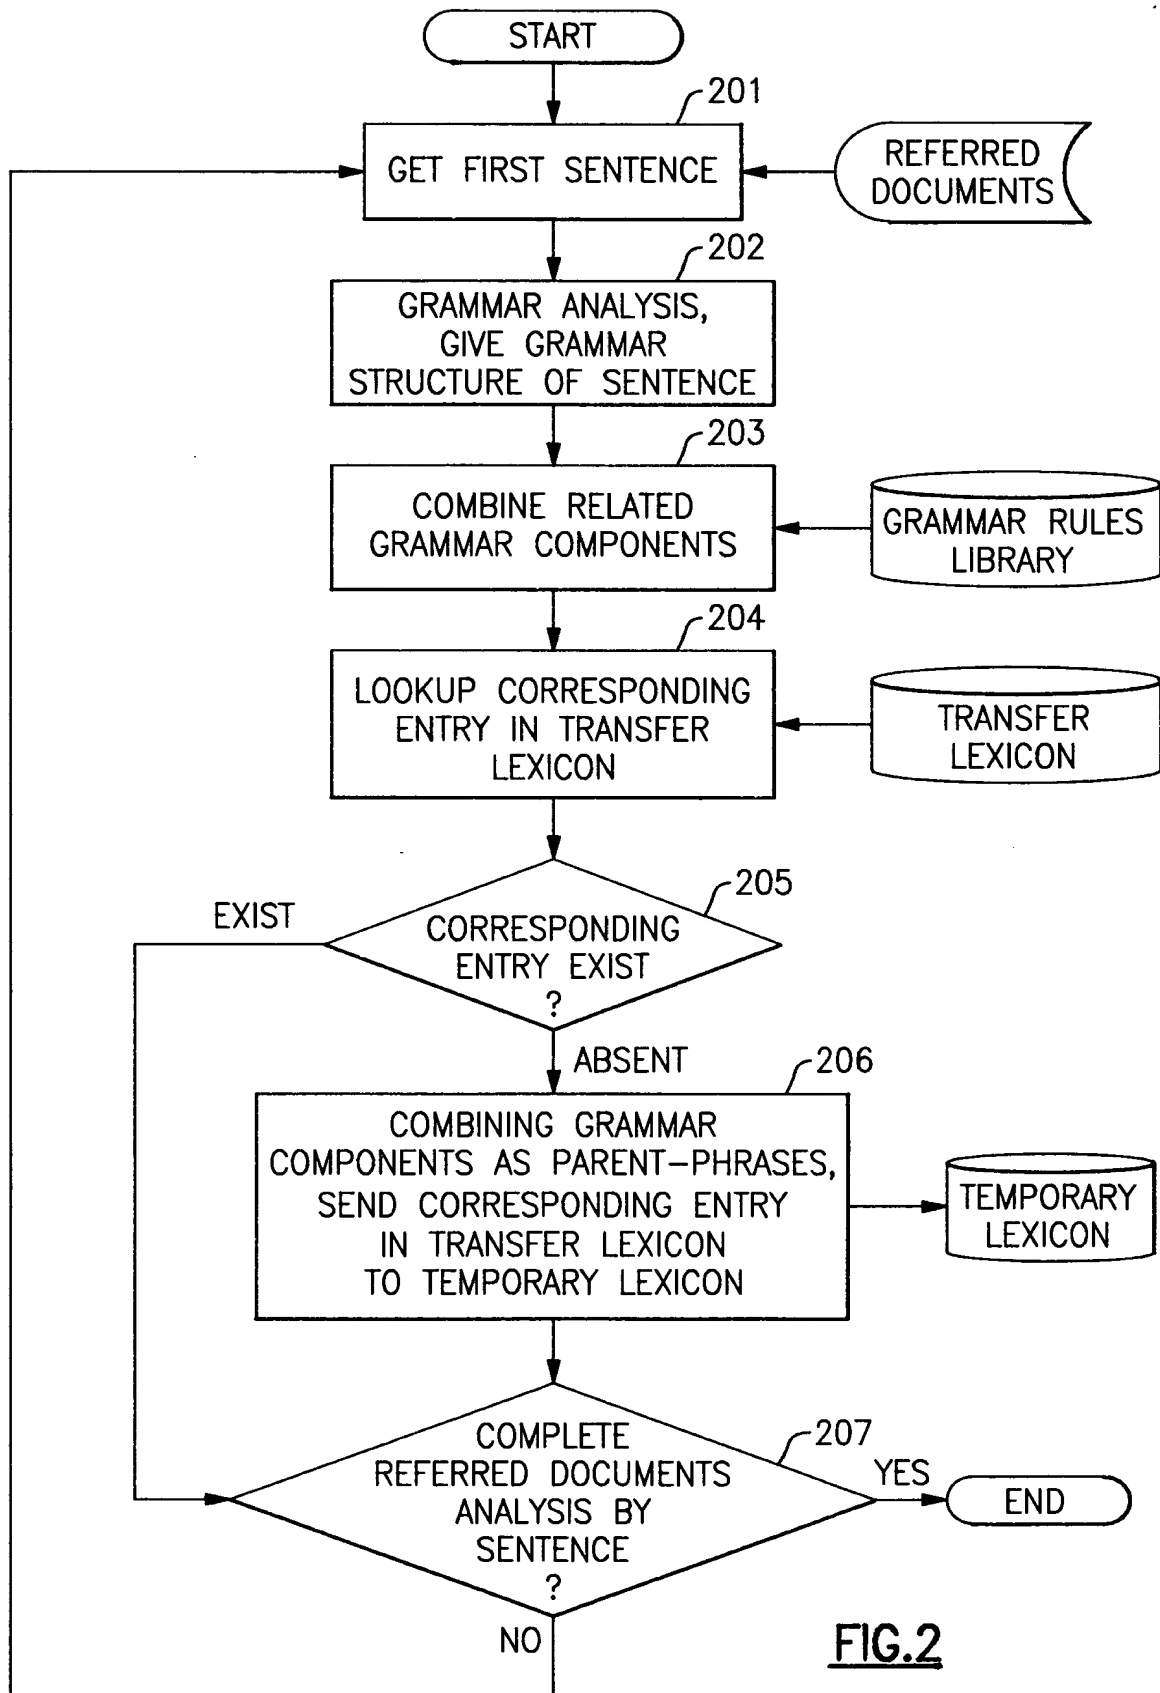 START
201
GET FIRST SENTENCE
REFERRED
DOCUMENTS
202
GRAMMAR ANALYSIS,
GIVE GRAMMAR
STRUCTURE OF SENTENCE
203
COMBINE RELATED
GRAMMAR COMPONENTS
GRAMMAR RULES
LIBRARY
204
LOOKUP CORRESPONDING
ENTRY IN TRANSFER
LEXICON
TRANSFER
LEXICON
205
EXIST
CORRESPONDING
ENTRY EXIST
?
ABSENT
206
COMBINING GRAMMAR
COMPONENTS AS PARENT-PHRASES,
SEND CORRESPONDING ENTRY
IN TRANSFER LEXICON
TO TEMPORARY LEXICON
TEMPORARY
LEXICON
207
COMPLETE
REFERRED DOCUMENTS
ANALYSIS BY
SENTENCE
?
YES
END
NO
FIG.2